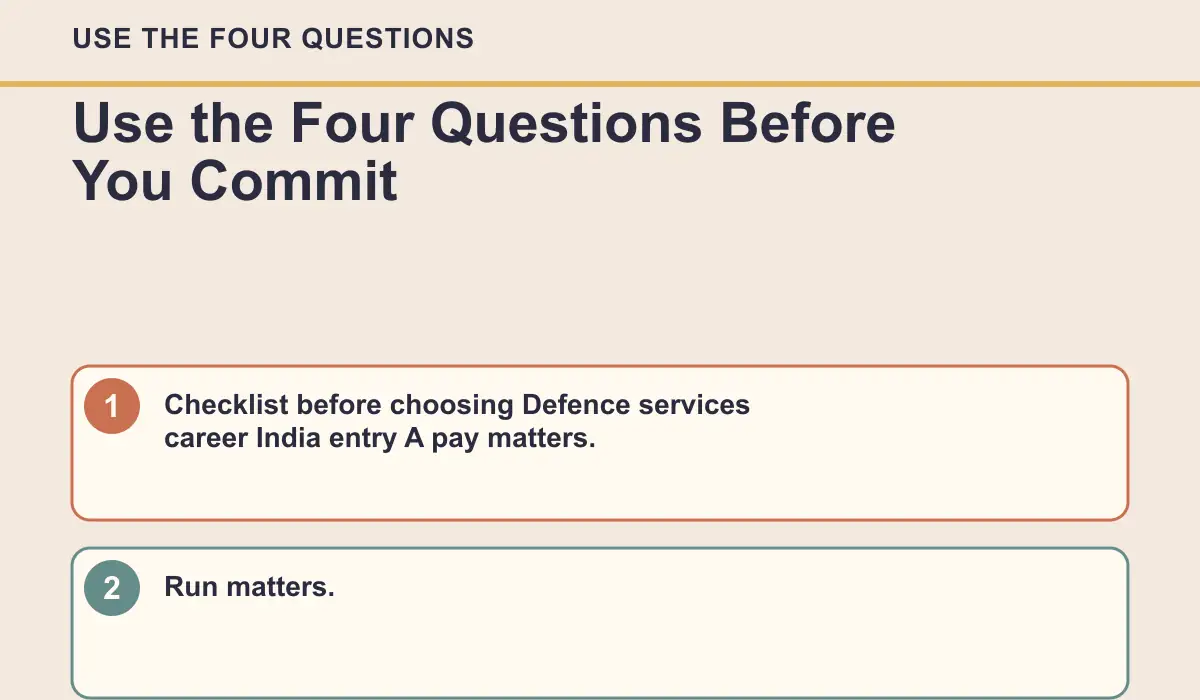 USE THE FOUR QUESTIONS
Use the Four Questions Before
You Commit
1
Checklist before choosing Defence services
career India entry A pay matters.
2
Run matters.